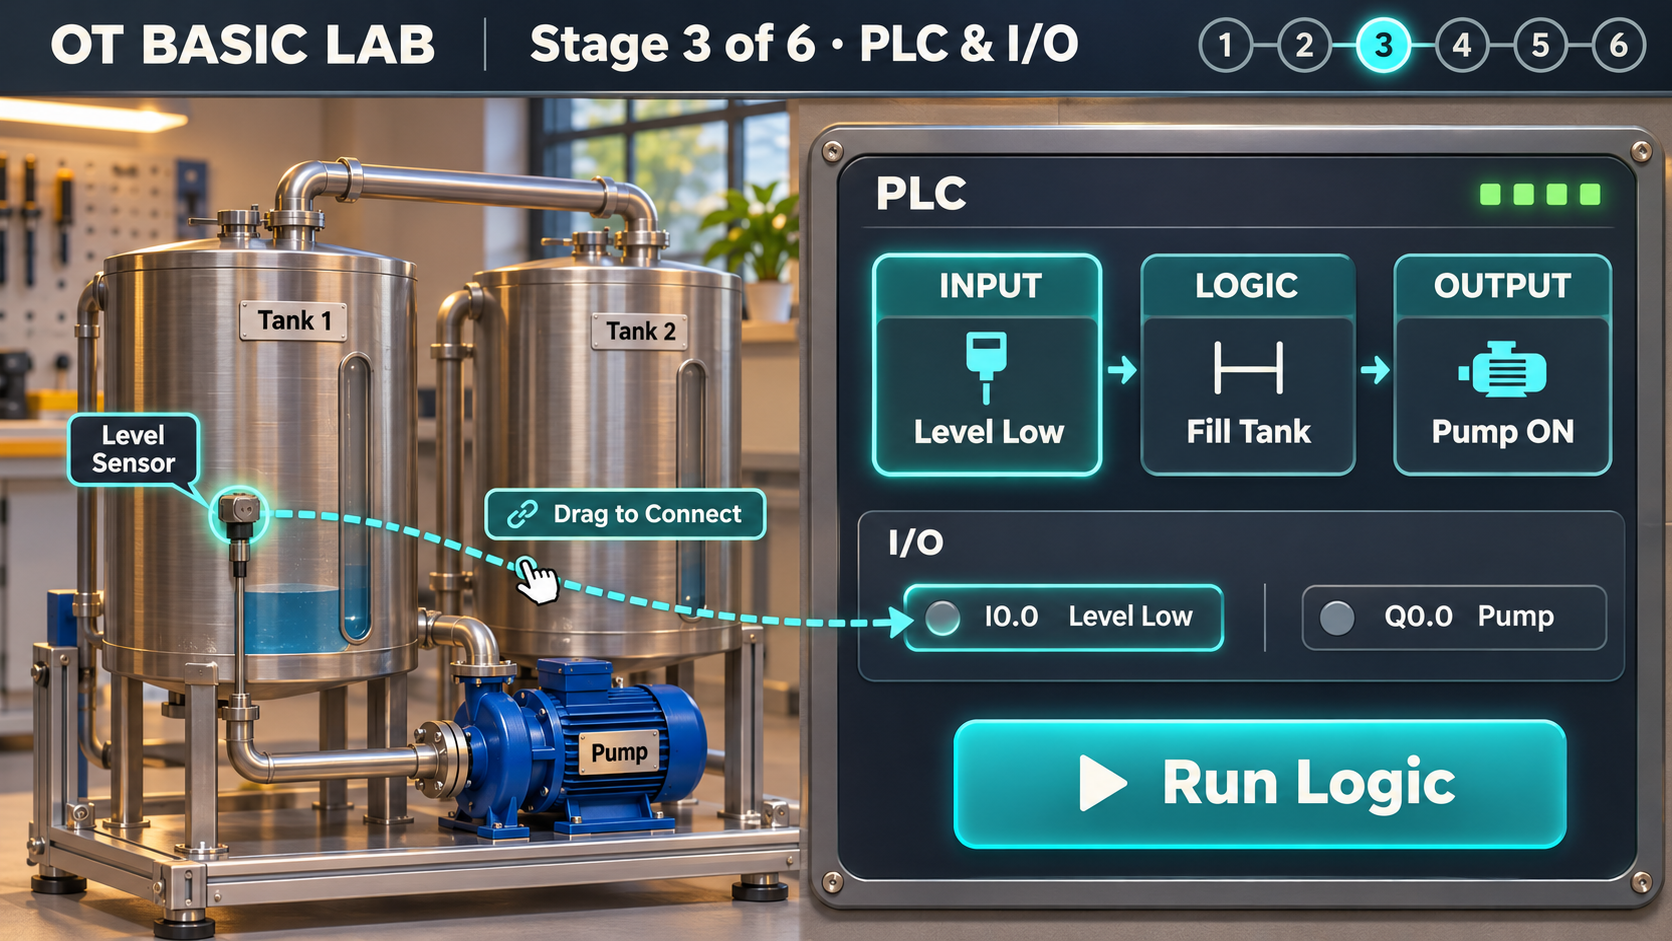 OT BASIC LAB
Stage 3 of 6 · PLC & I/O
1 2 3 4 5 6
Tank 1
Tank 2
Level
Sensor
Drag to Connect
Pump
PLC
INPUT
Level Low
LOGIC
Fill Tank
OUTPUT
Pump ON
I/O
I0.0 Level Low
Q0.0 Pump
Run Logic